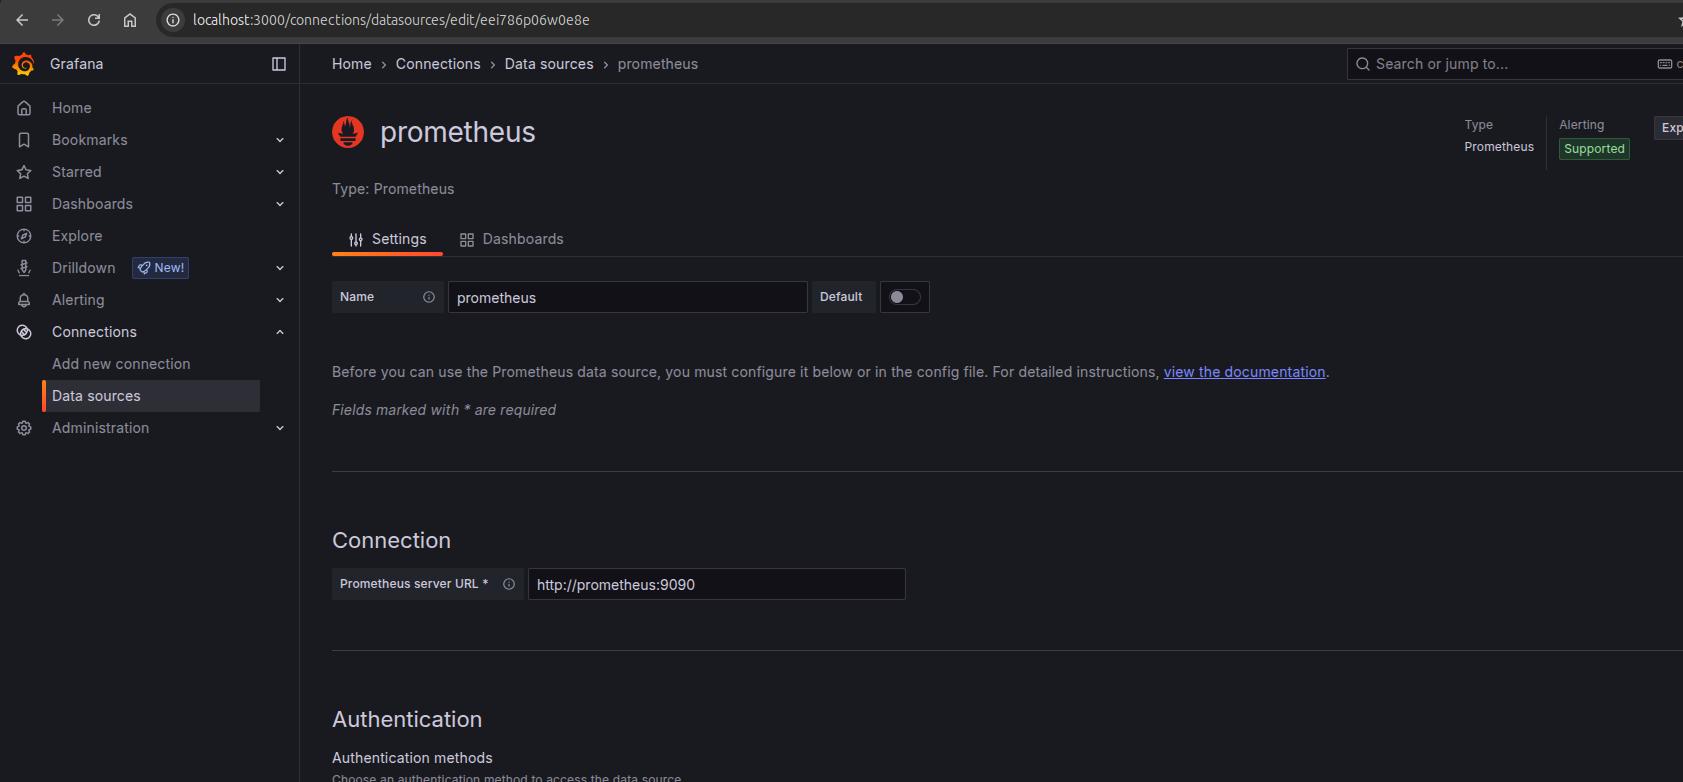 localhost:3000/connections/datasources/edit/eei786p06w0e8e
Grafana
Home › Connections › Data sources › prometheus
Search or jump to...
Home
Bookmarks
Starred
Dashboards
Explore
Drilldown New!
Alerting
Connections
Add new connection
Data sources
Administration
prometheus
Type
Prometheus
Alerting
Supported
Exp
Type: Prometheus
Settings
Dashboards
Name prometheus Default
Before you can use the Prometheus data source, you must configure it below or in the config file. For detailed instructions, view the documentation.
Fields marked with * are required
Connection
Prometheus server URL * http://prometheus:9090
Authentication
Authentication methods
Choose an authentication method to access the data source